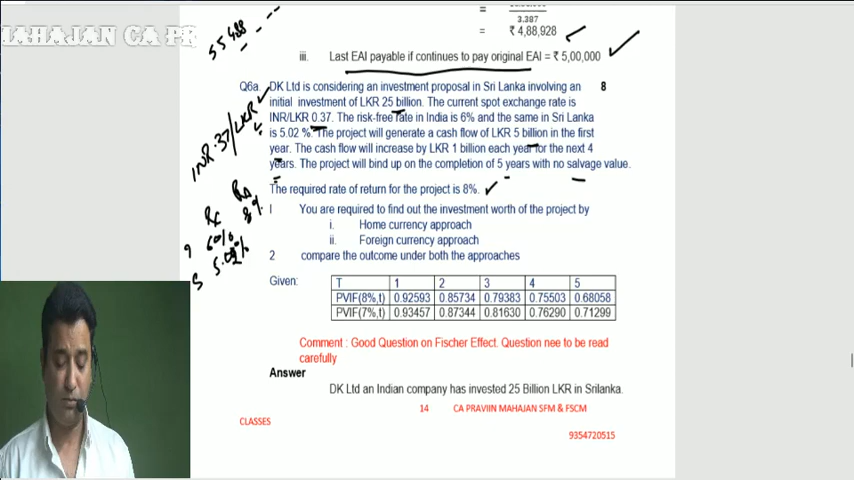 MAHAJAN CA PR
=
3.387
= ₹ 4,88,928
iii. Last EAI payable if continues to pay original EAI = ₹ 5,00,000
55488
Q6a. DK Ltd is considering an investment proposal in Sri Lanka involving an 8
initial investment of LKR 25 billion. The current spot exchange rate is
INR/LKR 0.37. The risk-free rate in India is 6% and the same in Sri Lanka
is 5.02 %. The project will generate a cash flow of LKR 5 billion in the first
year. The cash flow will increase by LKR 1 billion each year for the next 4
years. The project will bind up on the completion of 5 years with no salvage value.
The required rate of return for the project is 8%.
INR .37/LKR
Rf RA
6% 8%
S 5.02%
I You are required to find out the investment worth of the project by
i. Home currency approach
ii. Foreign currency approach
2 compare the outcome under both the approaches
Given: T 1 2 3 4 5
PVIF(8%,t) 0.92593 0.85734 0.79383 0.75503 0.68058
PVIF(7%,t) 0.93457 0.87344 0.81630 0.76290 0.71299
Comment : Good Question on Fischer Effect. Question nee to be read
carefully
Answer
DK Ltd an Indian company has invested 25 Billion LKR in Srilanka.
14 CA PRAVIIN MAHAJAN SFM & FSCM
CLASSES
9354720515